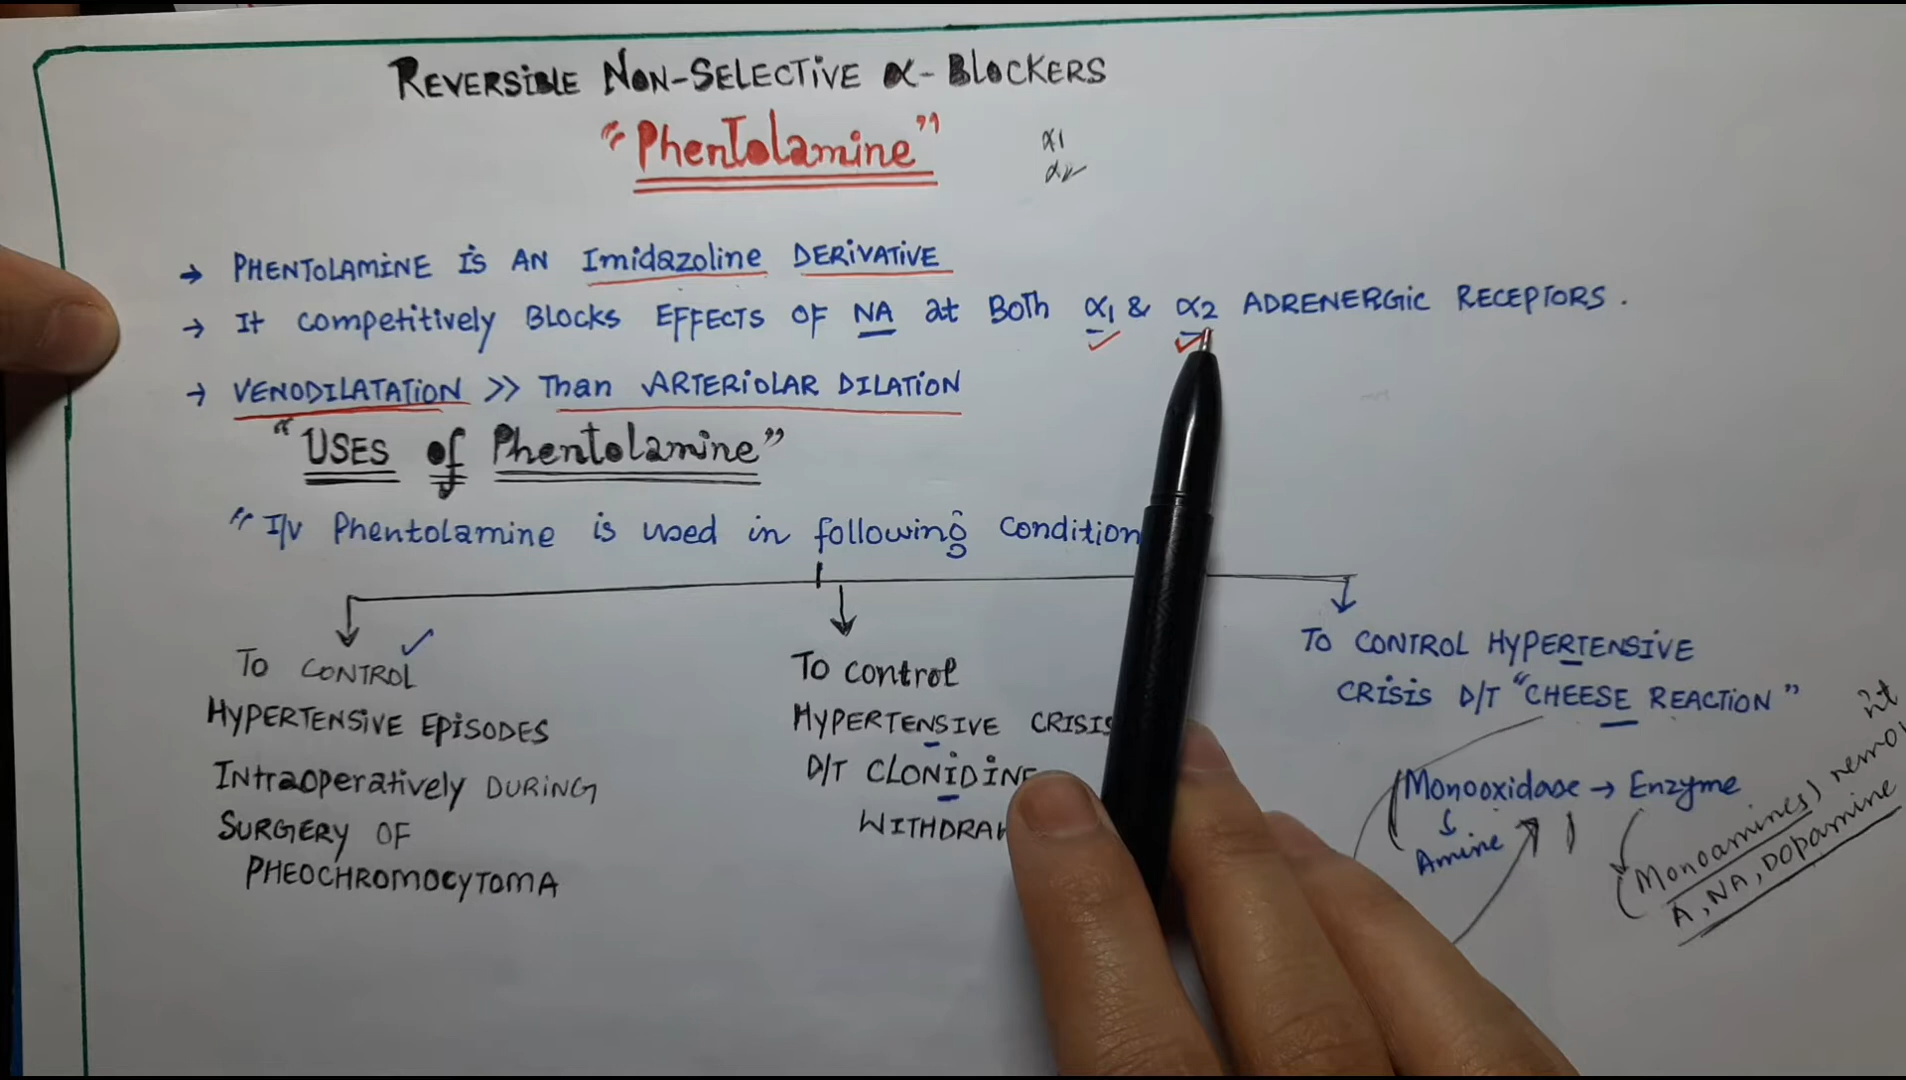 REVERSIBLE NON-SELECTIVE α-BLOCKERS
"PhenTolamine"
α1
α2
→ PHENTOLAMINE IS AN Imidazoline DERIVATIVE
→ It competitively BLOCKS EFFECTS OF NA at Both α1 & α2 ADRENERGIC RECEPTORS.
→ VENODILATATION >> Than ARTERIOLAR DILATION
"USES of Phentolamine"
"I/V Phentolamine is used in following condition
To CONTROL
HYPERTENSIVE EPISODES
INtRAOPERATIVELY DURING
SURGERY OF
PHEOCHROMOCYTOMA
To control
HYPERTENSIVE CRISIS
D/T CLONIDINE
WITHDRA
TO CONTROL HYPERTENSIVE
CRISIS D/T "CHEESE REACTION"
(Monooxidase → Enzyme
Amine
(Monoamines)
A, NA, Dopamine